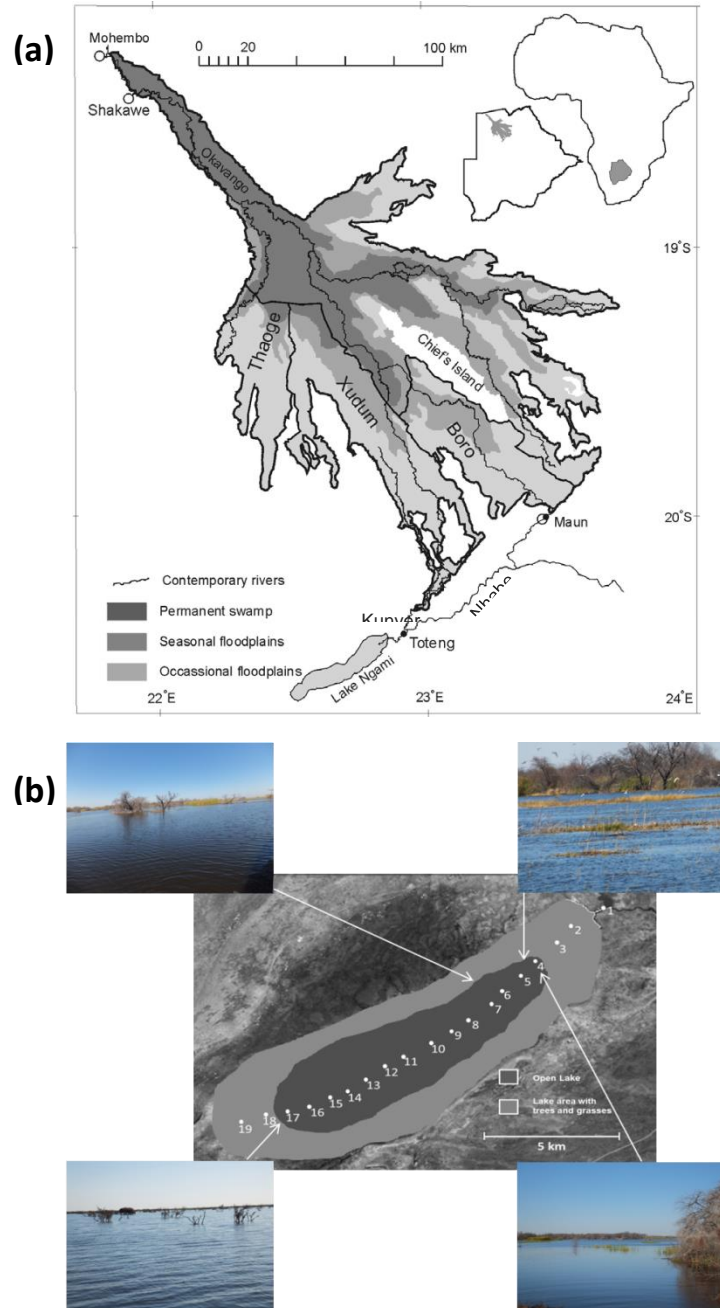 (a)
Mohembo
0 20 100 km
Shakawe
Okavango
19°S
Thaoge
Chief's Island
Xudum
Boro
20°S
Maun
Contemporary rivers
Permanent swamp
Seasonal floodplains
Occassional floodplains
Toteng
Lake Ngami
22°E 23°E 24°E
(b)
1
2
3
4
5
6
7
8
9
10
11
12
13
14
15
16
17
18
19
Open Lake
Lake area with
trees and grasses
5 km